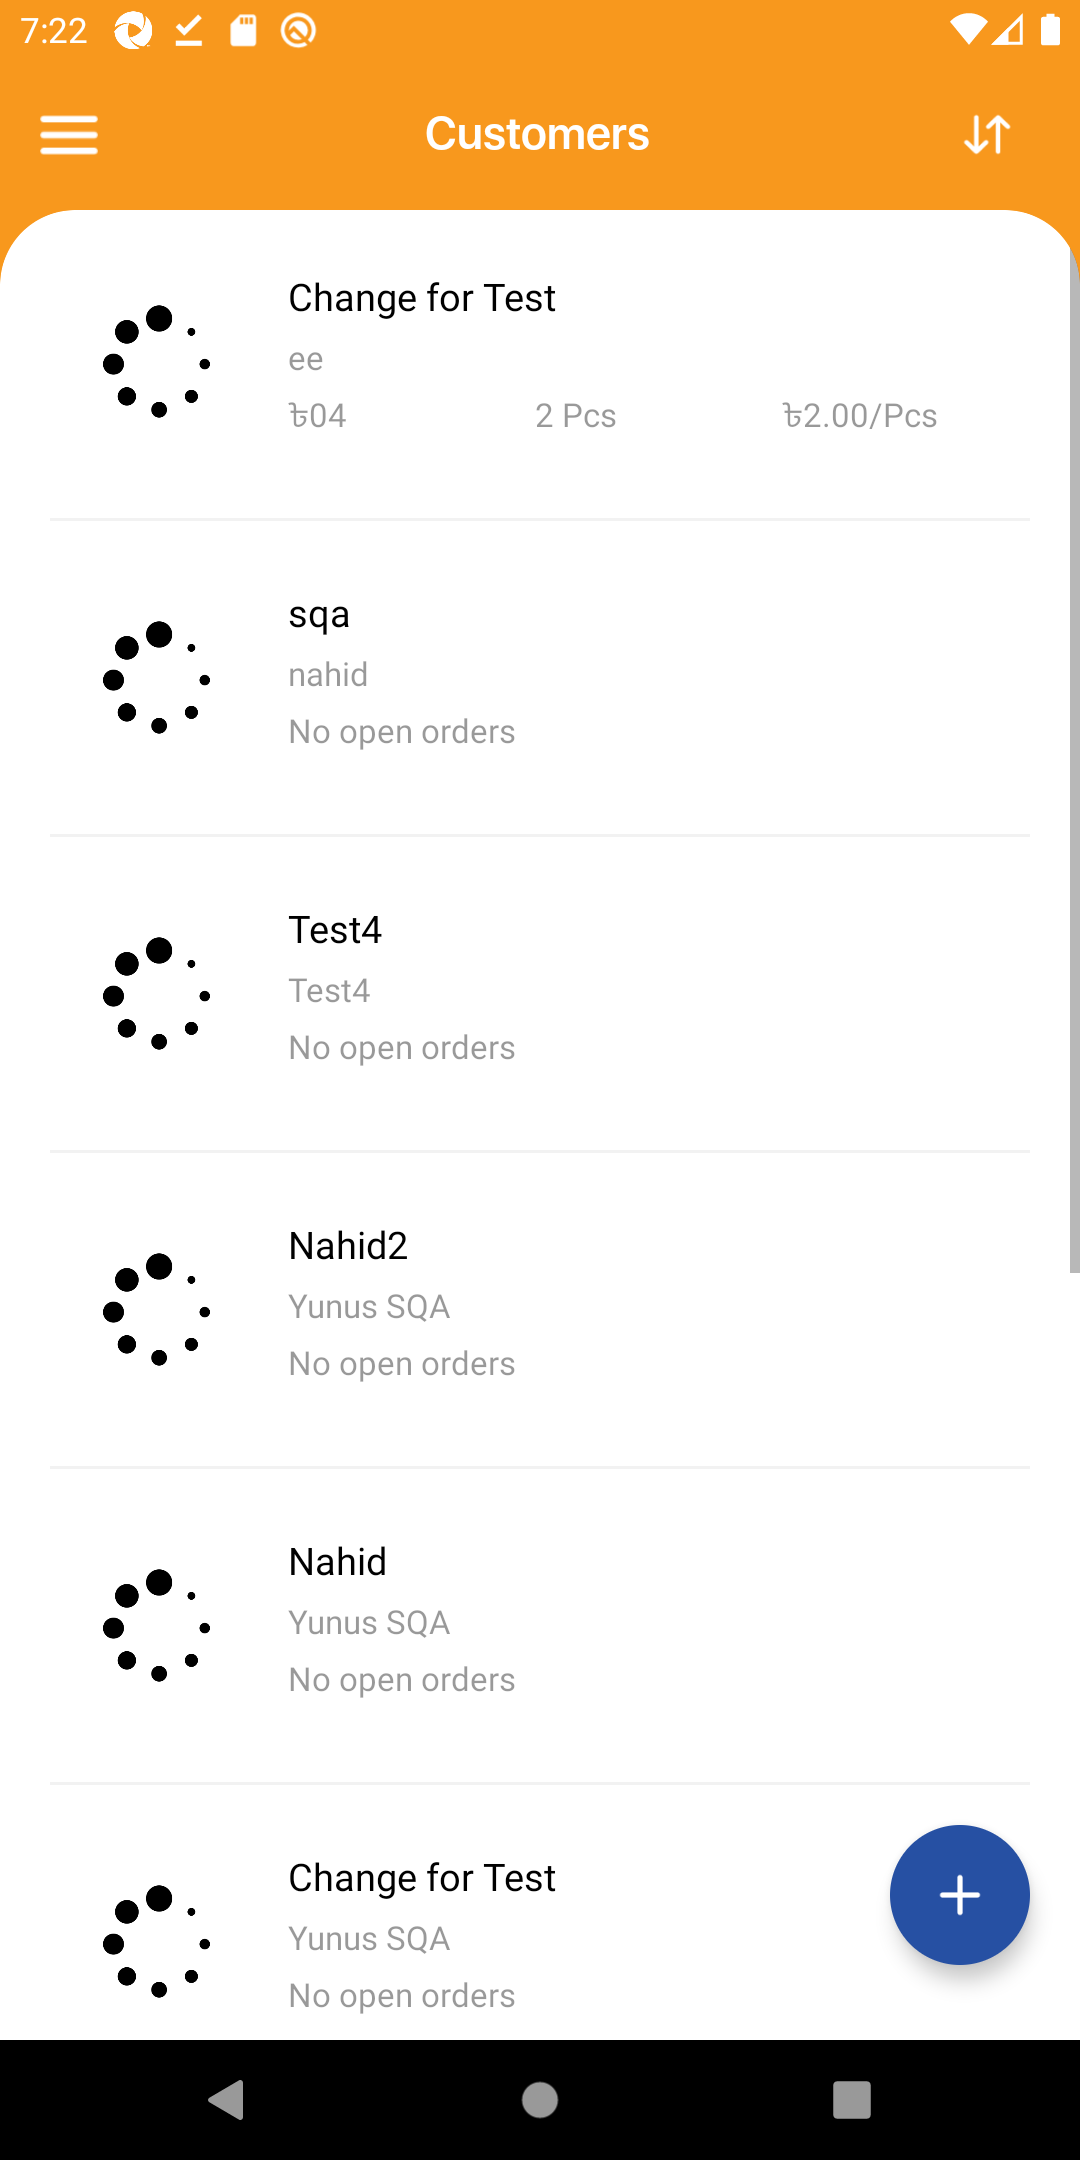 7:22
Customers
Change for Test
ee
৳04 2 Pcs ৳2.00/Pcs
sqa
nahid
No open orders
Test4
Test4
No open orders
Nahid2
Yunus SQA
No open orders
Nahid
Yunus SQA
No open orders
Change for Test
Yunus SQA
No open orders